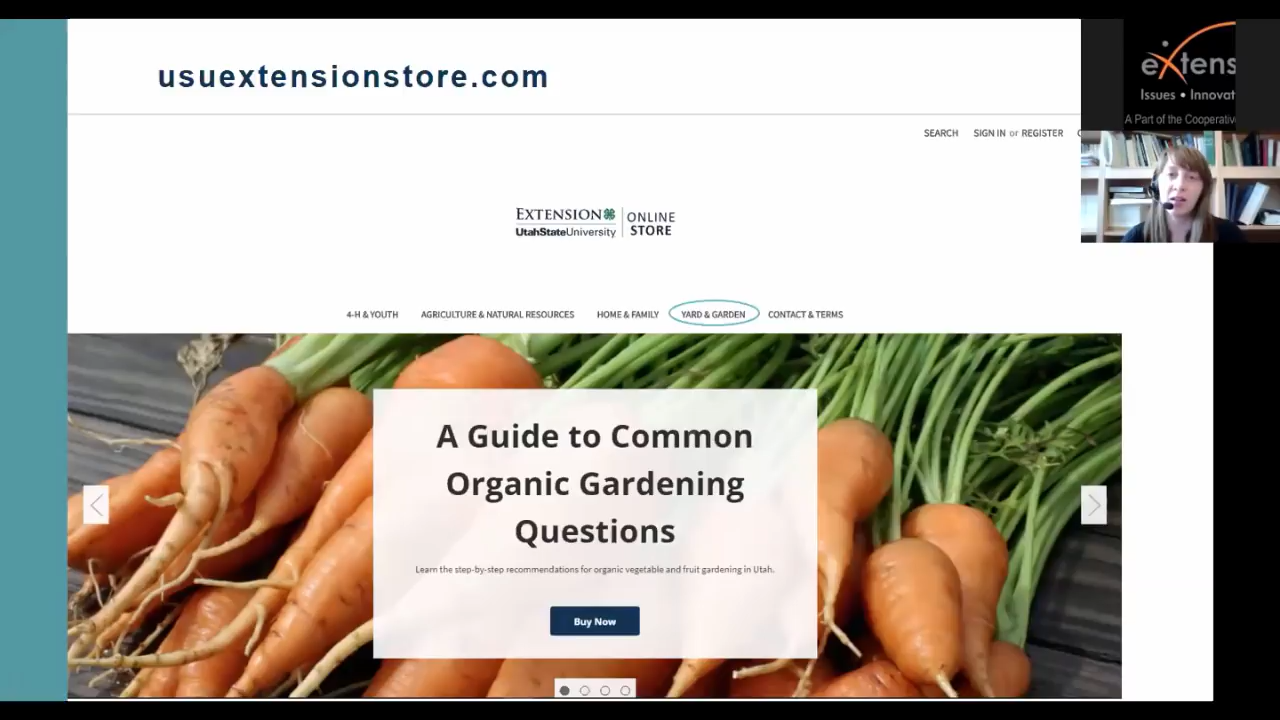 usuextensionstore.com
eXtens
Issues • Innovat
A Part of the Cooperative
SEARCH SIGN IN or REGISTER
EXTENSION
UtahStateUniversity
ONLINE
STORE
4-H & YOUTH AGRICULTURE & NATURAL RESOURCES HOME & FAMILY YARD & GARDEN CONTACT & TERMS
A Guide to Common
Organic Gardening
Questions
Learn the step-by-step recommendations for organic vegetable and fruit gardening in Utah.
Buy Now